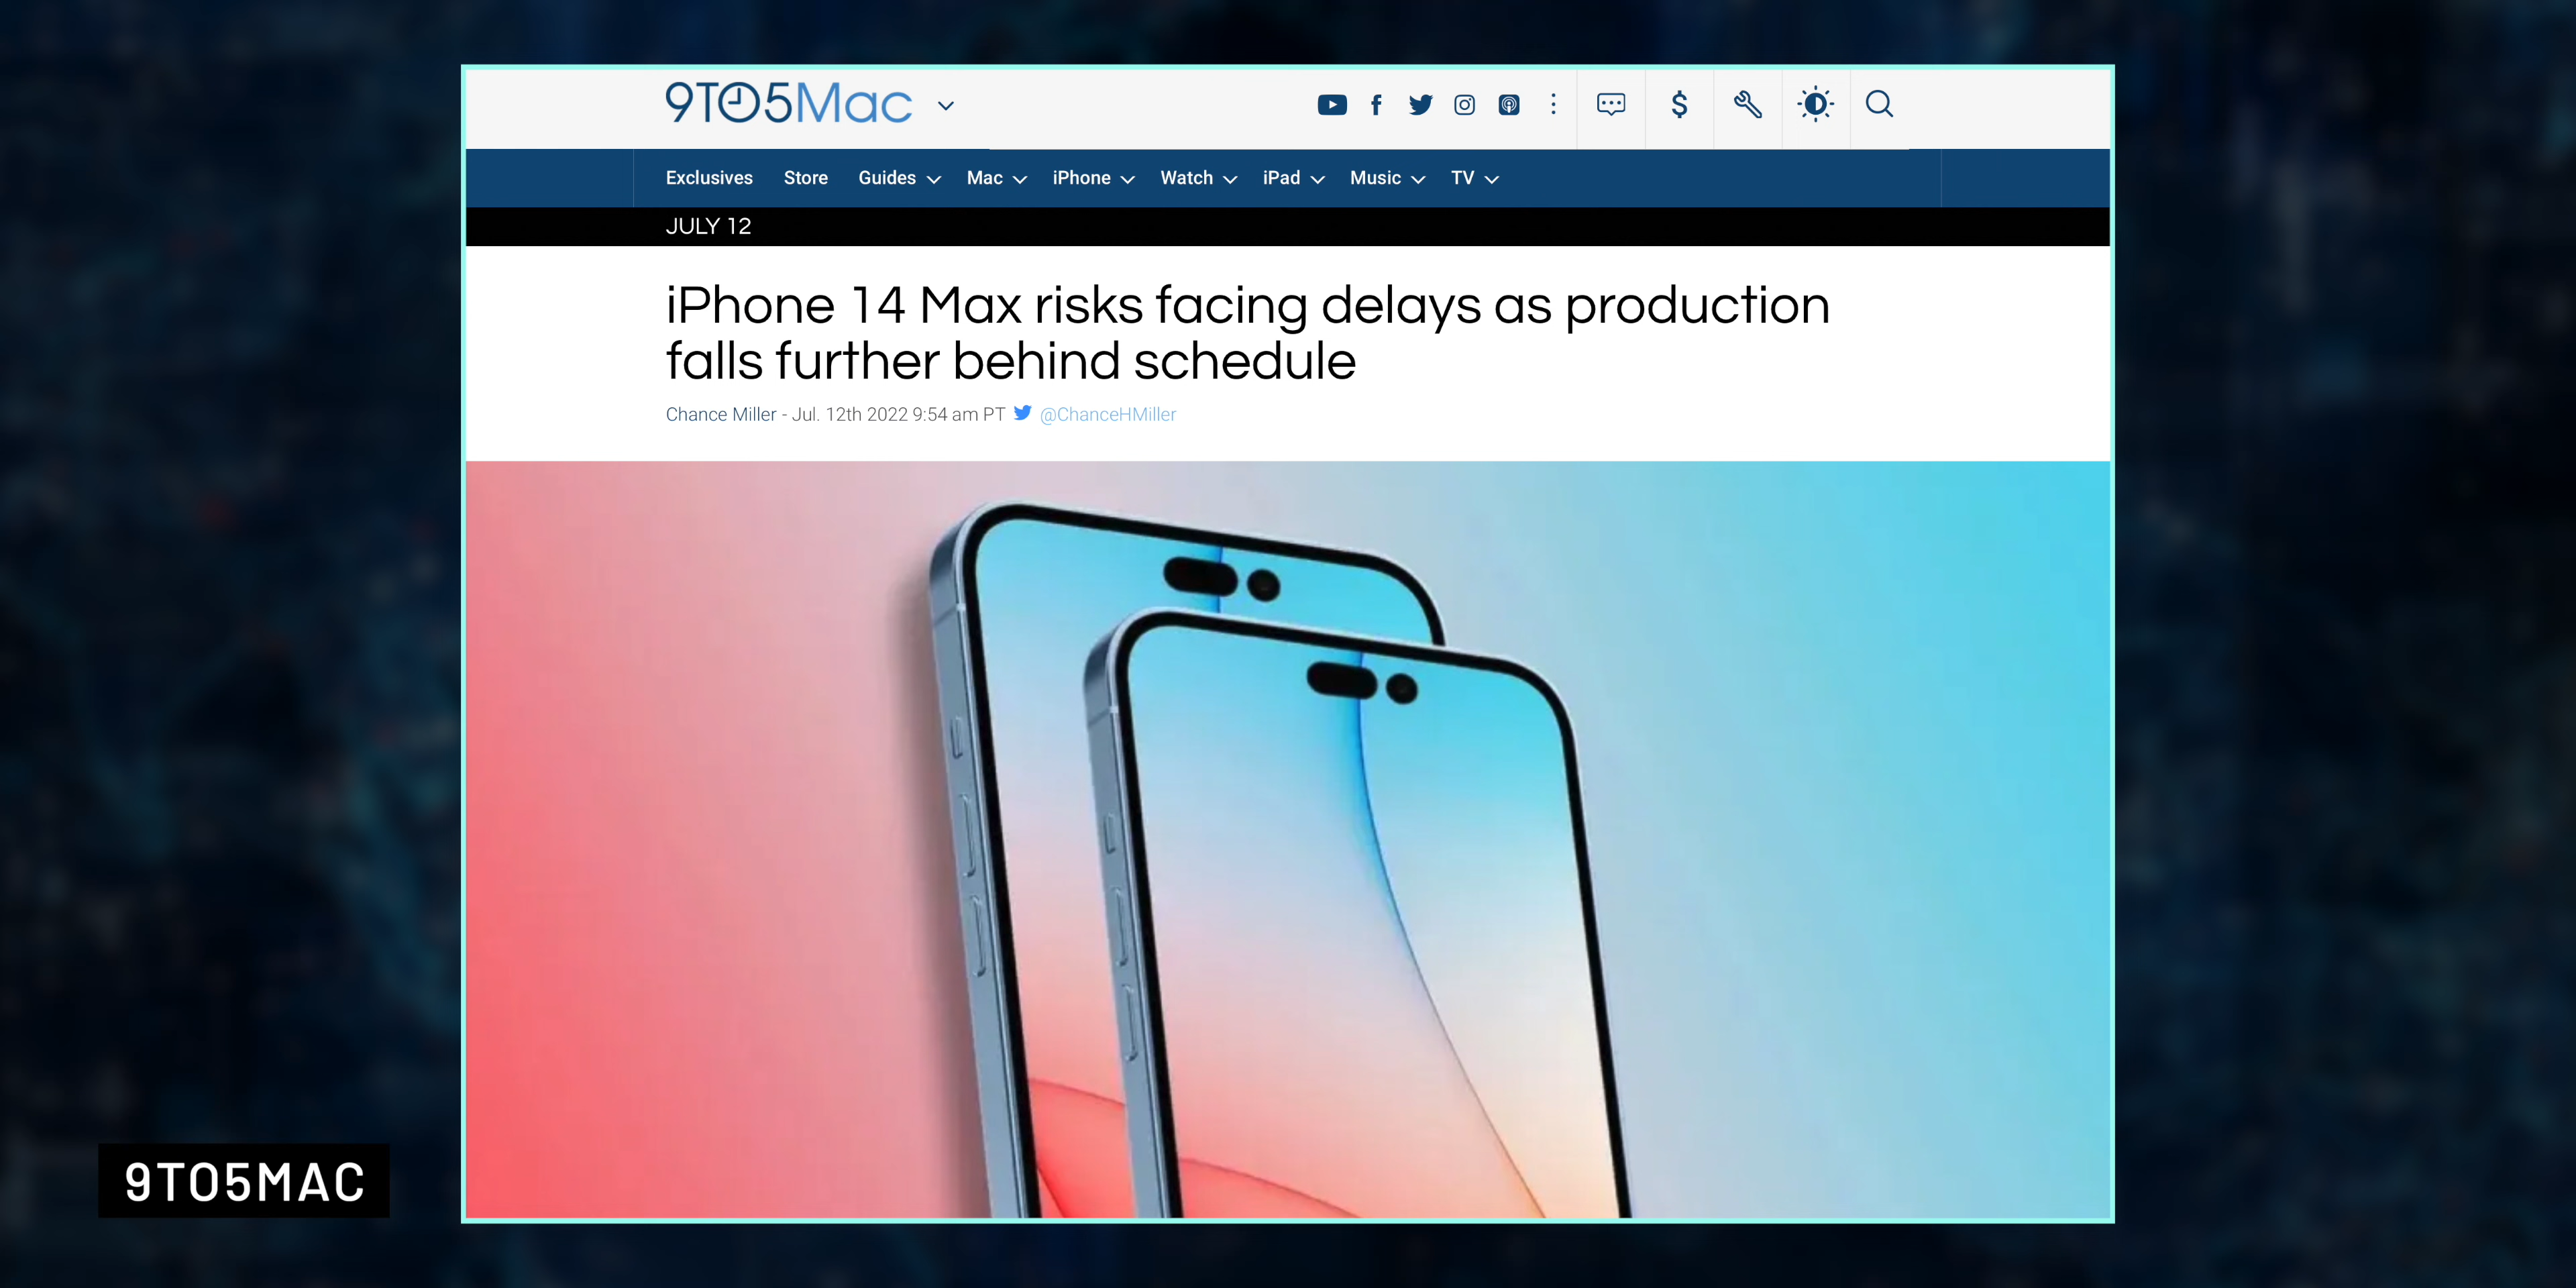 9TO5Mac
Exclusives Store Guides Mac iPhone Watch iPad Music TV
JULY 12
iPhone 14 Max risks facing delays as production
falls further behind schedule
Chance Miller - Jul. 12th 2022 9:54 am PT @ChanceHMiller
9TO5MAC